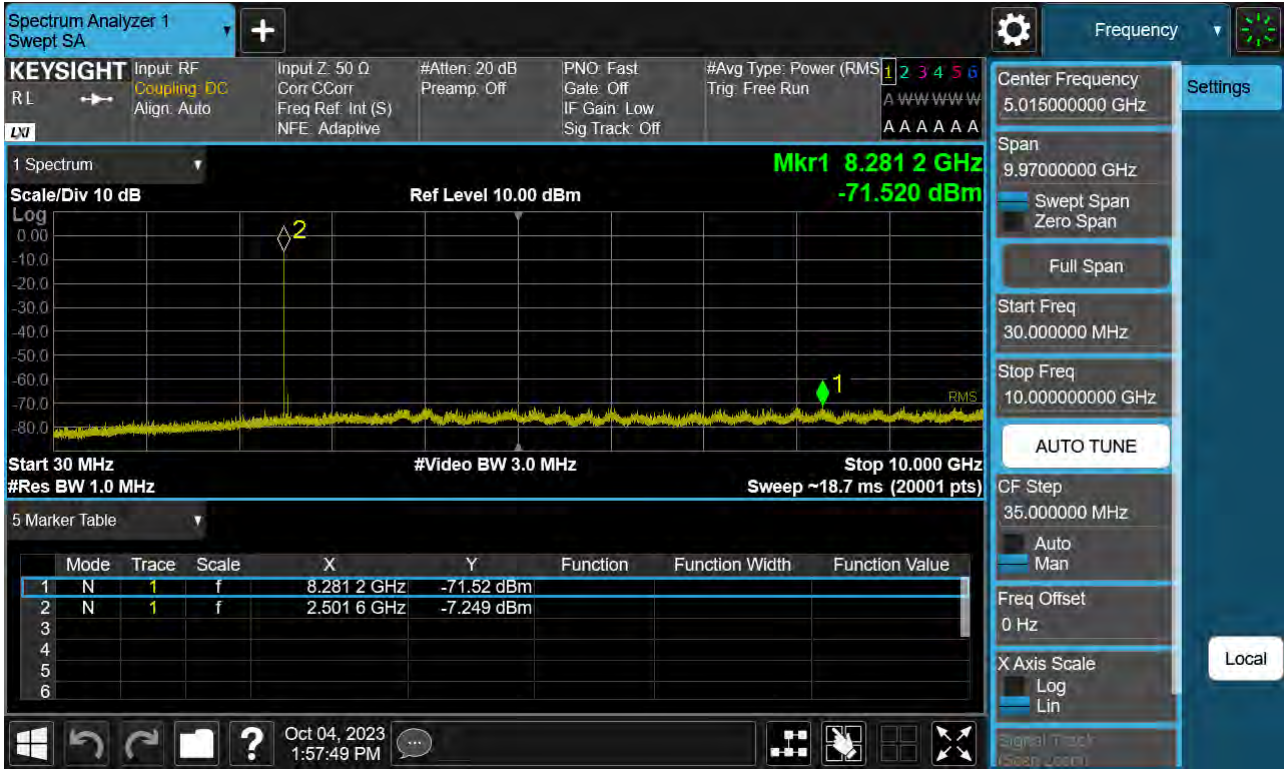 Spectrum Analyzer 1
Swept SA
Frequency
KEYSIGHT
RL
LXI
Input: RF
Coupling: DC
Align: Auto
Input Z: 50 Ω
Corr CCorr
Freq Ref: Int (S)
NFE: Adaptive
#Atten: 20 dB
Preamp: Off
PNO: Fast
Gate: Off
IF Gain: Low
Sig Track: Off
#Avg Type: Power (RMS
Trig: Free Run
1 2 3 4 5 6
A W W W W W
A A A A A A
1 Spectrum
Mkr1 8.281 2 GHz
-71.520 dBm
Scale/Div 10 dB
Ref Level 10.00 dBm
Log
0.00
-10.0
-20.0
-30.0
-40.0
-50.0
-60.0
-70.0
-80.0
2
1
RMS
Start 30 MHz
#Video BW 3.0 MHz
Stop 10.000 GHz
#Res BW 1.0 MHz
Sweep ~18.7 ms (20001 pts)
5 Marker Table
Mode Trace Scale X Y Function Function Width Function Value
1 N 1 f 8.281 2 GHz -71.52 dBm
2 N 1 f 2.501 6 GHz -7.249 dBm
3
4
5
6
?
Oct 04, 2023
1:57:49 PM
Center Frequency
5.015000000 GHz
Settings
Span
9.97000000 GHz
Swept Span
Zero Span
Full Span
Start Freq
30.000000 MHz
Stop Freq
10.000000000 GHz
AUTO TUNE
CF Step
35.000000 MHz
Auto
Man
Freq Offset
0 Hz
X Axis Scale
Log
Lin
Local
Signal Track
(Span Zoom)